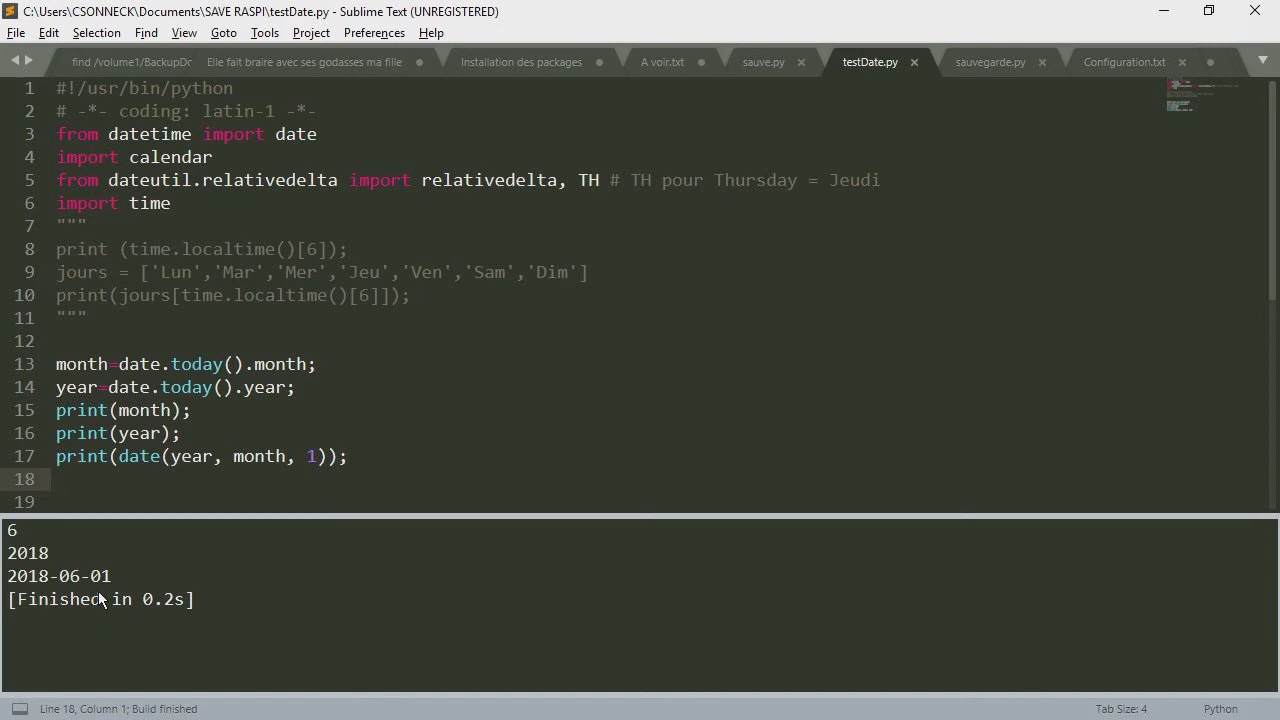 C:\Users\CSONNECK\Documents\SAVE RASPI\testDate.py - Sublime Text (UNREGISTERED)
File Edit Selection Find View Goto Tools Project Preferences Help
find /volume1/BackupDr Elle fait braire avec ses godasses ma fille Installation des packages A voir.txt sauve.py testDate.py sauvegarde.py Configuration.txt
1 #!/usr/bin/python
2 # -*- coding: latin-1 -*-
3 from datetime import date
4 import calendar
5 from dateutil.relativedelta import relativedelta, TH # TH pour Thursday = Jeudi
6 import time
7 """
8 print (time.localtime()[6]);
9 jours = ['Lun','Mar','Mer','Jeu','Ven','Sam','Dim']
10 print(jours[time.localtime()[6]]);
11 """
12
13 month=date.today().month;
14 year=date.today().year;
15 print(month);
16 print(year);
17 print(date(year, month, 1));
18
19
6
2018
2018-06-01
[Finished in 0.2s]
Line 18, Column 1; Build finished Tab Size: 4 Python